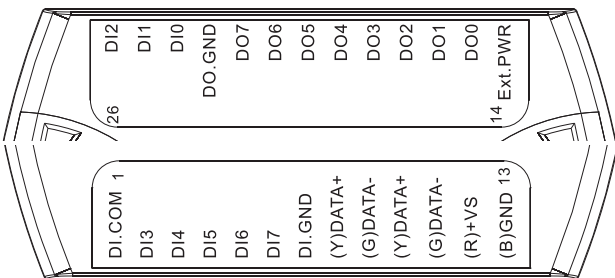 DI2
DI1
DI0
DO.GND
DO7
DO6
DO5
DO4
DO3
DO2
DO1
DO0
Ext.PWR
26
14
DI.COM 1
DI3
DI4
DI5
DI6
DI7
DI.GND
(Y)DATA+
(G)DATA-
(Y)DATA+
(G)DATA-
(R)+VS
(B)GND 13